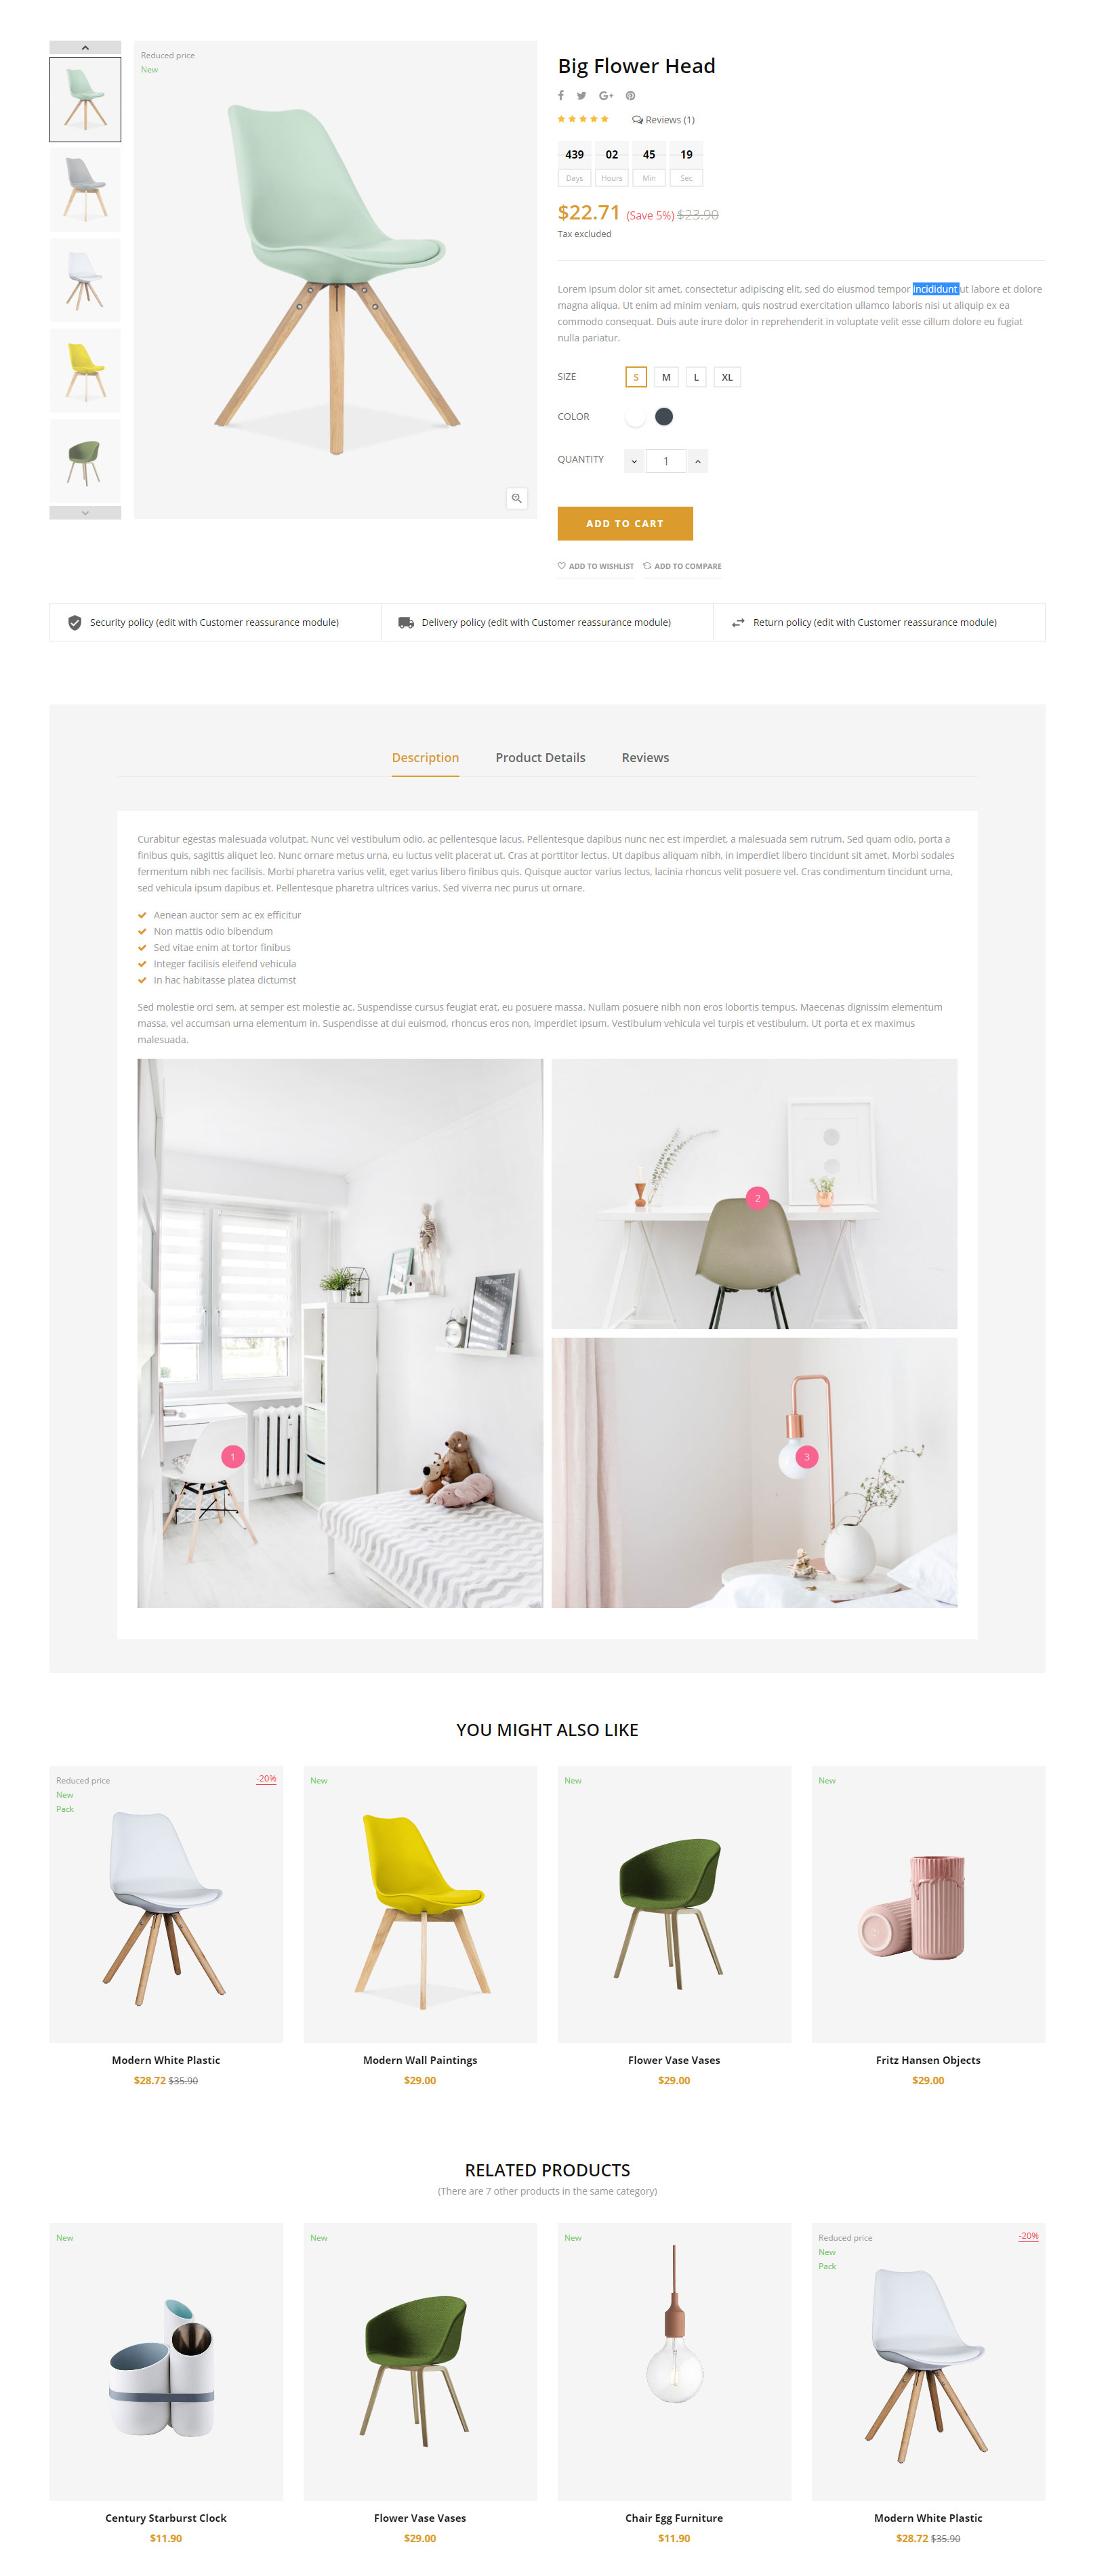 Reduced price
New
Big Flower Head
Reviews (1)
439 02 45 19
Days Hours Min Sec
$22.71 (Save 5%) $23.90
Tax excluded
Lorem ipsum dolor sit amet, consectetur adipiscing elit, sed do eiusmod tempor incididunt ut labore et dolore
magna aliqua. Ut enim ad minim veniam, quis nostrud exercitation ullamco laboris nisi ut aliquip ex ea
commodo consequat. Duis aute irure dolor in reprehenderit in voluptate velit esse cillum dolore eu fugiat
nulla pariatur.
SIZE S M L XL
COLOR
QUANTITY 1
ADD TO CART
ADD TO WISHLIST ADD TO COMPARE
Security policy (edit with Customer reassurance module) Delivery policy (edit with Customer reassurance module) Return policy (edit with Customer reassurance module)
Description Product Details Reviews
Curabitur egestas malesuada volutpat. Nunc vel vestibulum odio, ac pellentesque lacus. Pellentesque dapibus nunc nec est imperdiet, a malesuada sem rutrum. Sed quam odio, porta a
finibus quis, sagittis aliquet leo. Nunc ornare metus urna, eu luctus velit placerat ut. Cras at porttitor lectus. Ut dapibus aliquam nibh, in imperdiet libero tincidunt sit amet. Morbi sodales
fermentum nibh nec facilisis. Morbi pharetra varius velit, eget varius libero finibus quis. Quisque auctor varius lectus, lacinia rhoncus velit posuere vel. Cras condimentum tincidunt urna,
sed vehicula ipsum dapibus et. Pellentesque pharetra ultrices varius. Sed viverra nec purus ut ornare.
Aenean auctor sem ac ex efficitur
Non mattis odio bibendum
Sed vitae enim at tortor finibus
Integer facilisis eleifend vehicula
In hac habitasse platea dictumst
Sed molestie orci sem, at semper est molestie ac. Suspendisse cursus feugiat erat, eu posuere massa. Nullam posuere nibh non eros lobortis tempus. Maecenas dignissim elementum
massa, vel accumsan urna elementum in. Suspendisse at dui euismod, rhoncus eros non, imperdiet ipsum. Vestibulum vehicula vel turpis et vestibulum. Ut porta et ex maximus
malesuada.
2
1
3
YOU MIGHT ALSO LIKE
Reduced price -20%
New
Pack
New
New
New
Modern White Plastic Modern Wall Paintings Flower Vase Vases Fritz Hansen Objects
$28.72 $35.90 $29.00 $29.00 $29.00
RELATED PRODUCTS
(There are 7 other products in the same category)
New
New
New
Reduced price -20%
New
Pack
Century Starburst Clock Flower Vase Vases Chair Egg Furniture Modern White Plastic
$11.90 $29.00 $11.90 $28.72 $35.90